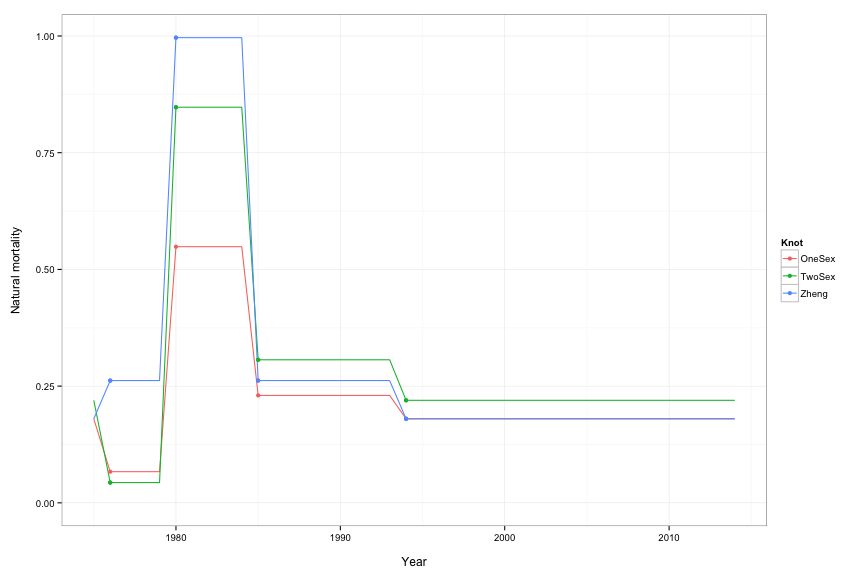 1.00
0.75
0.50
0.25
0.00
Natural mortality
1980 1990 2000 2010
Year
Knot
OneSex
TwoSex
Zheng